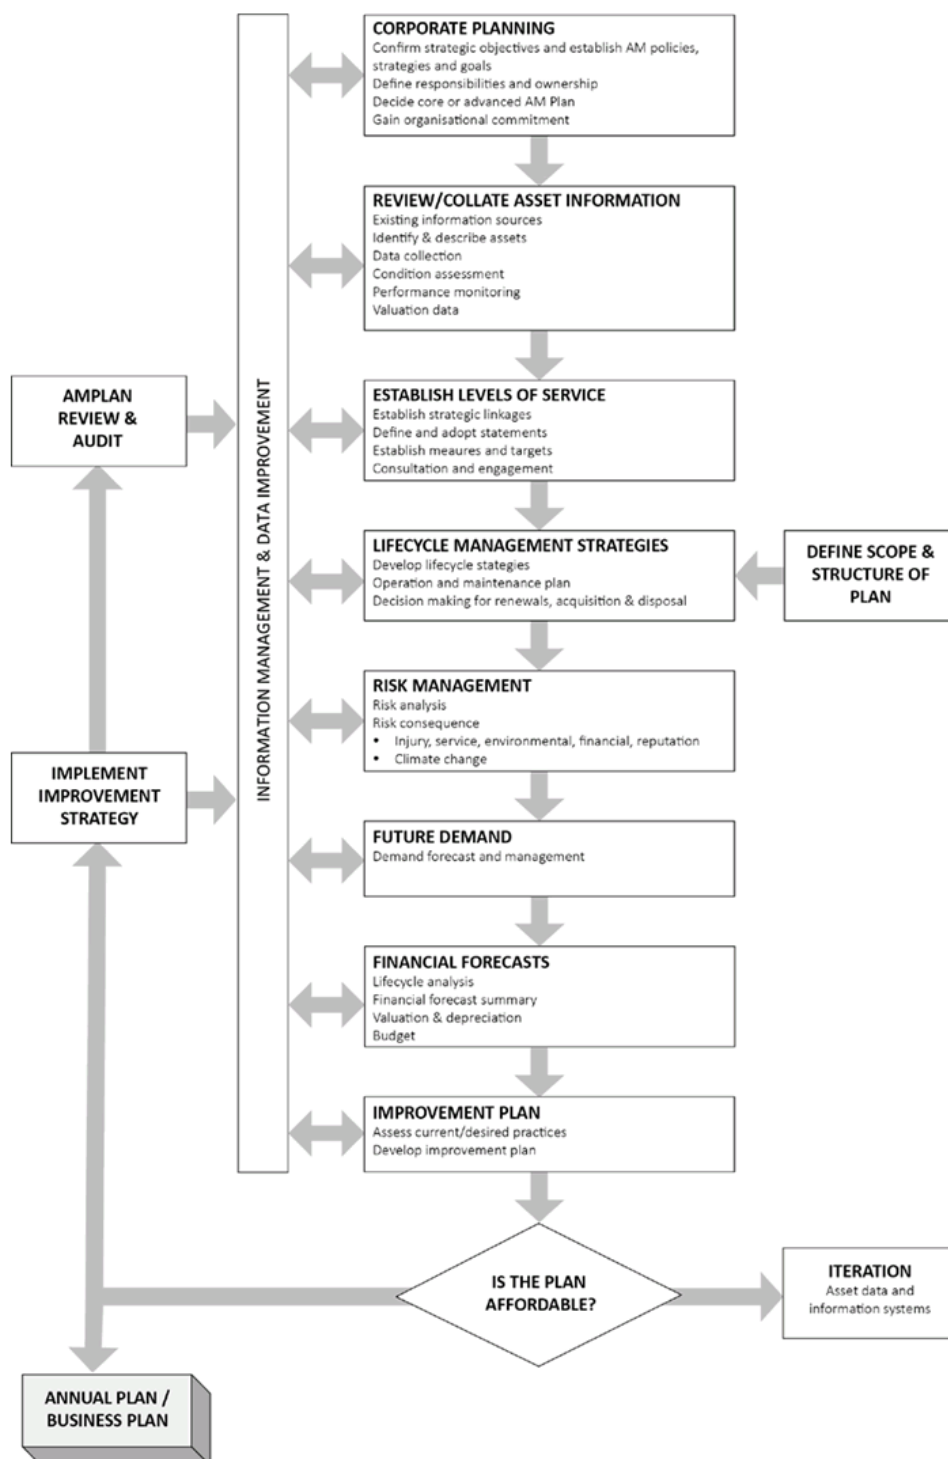 CORPORATE PLANNING
Confirm strategic objectives and establish AM policies,
strategies and goals
Define responsibilities and ownership
Decide core or advanced AM Plan
Gain organisational commitment
REVIEW/COLLATE ASSET INFORMATION
Existing information sources
Identify & describe assets
Data collection
Condition assessment
Performance monitoring
Valuation data
AMPLAN
REVIEW &
AUDIT
INFORMATION MANAGEMENT & DATA IMPROVEMENT
ESTABLISH LEVELS OF SERVICE
Establish strategic linkages
Define and adopt statements
Establish measures and targets
Consultation and engagement
LIFECYCLE MANAGEMENT STRATEGIES
Develop lifecycle stategies
Operation and maintenance plan
Decision making for renewals, acquisition & disposal
DEFINE SCOPE &
STRUCTURE OF
PLAN
RISK MANAGEMENT
Risk analysis
Risk consequence
• Injury, service, environmental, financial, reputation
• Climate change
IMPLEMENT
IMPROVEMENT
STRATEGY
FUTURE DEMAND
Demand forecast and management
FINANCIAL FORECASTS
Lifecycle analysis
Financial forecast summary
Valuation & depreciation
Budget
IMPROVEMENT PLAN
Assess current/desired practices
Develop improvement plan
IS THE PLAN
AFFORDABLE?
ITERATION
Asset data and
information systems
ANNUAL PLAN /
BUSINESS PLAN